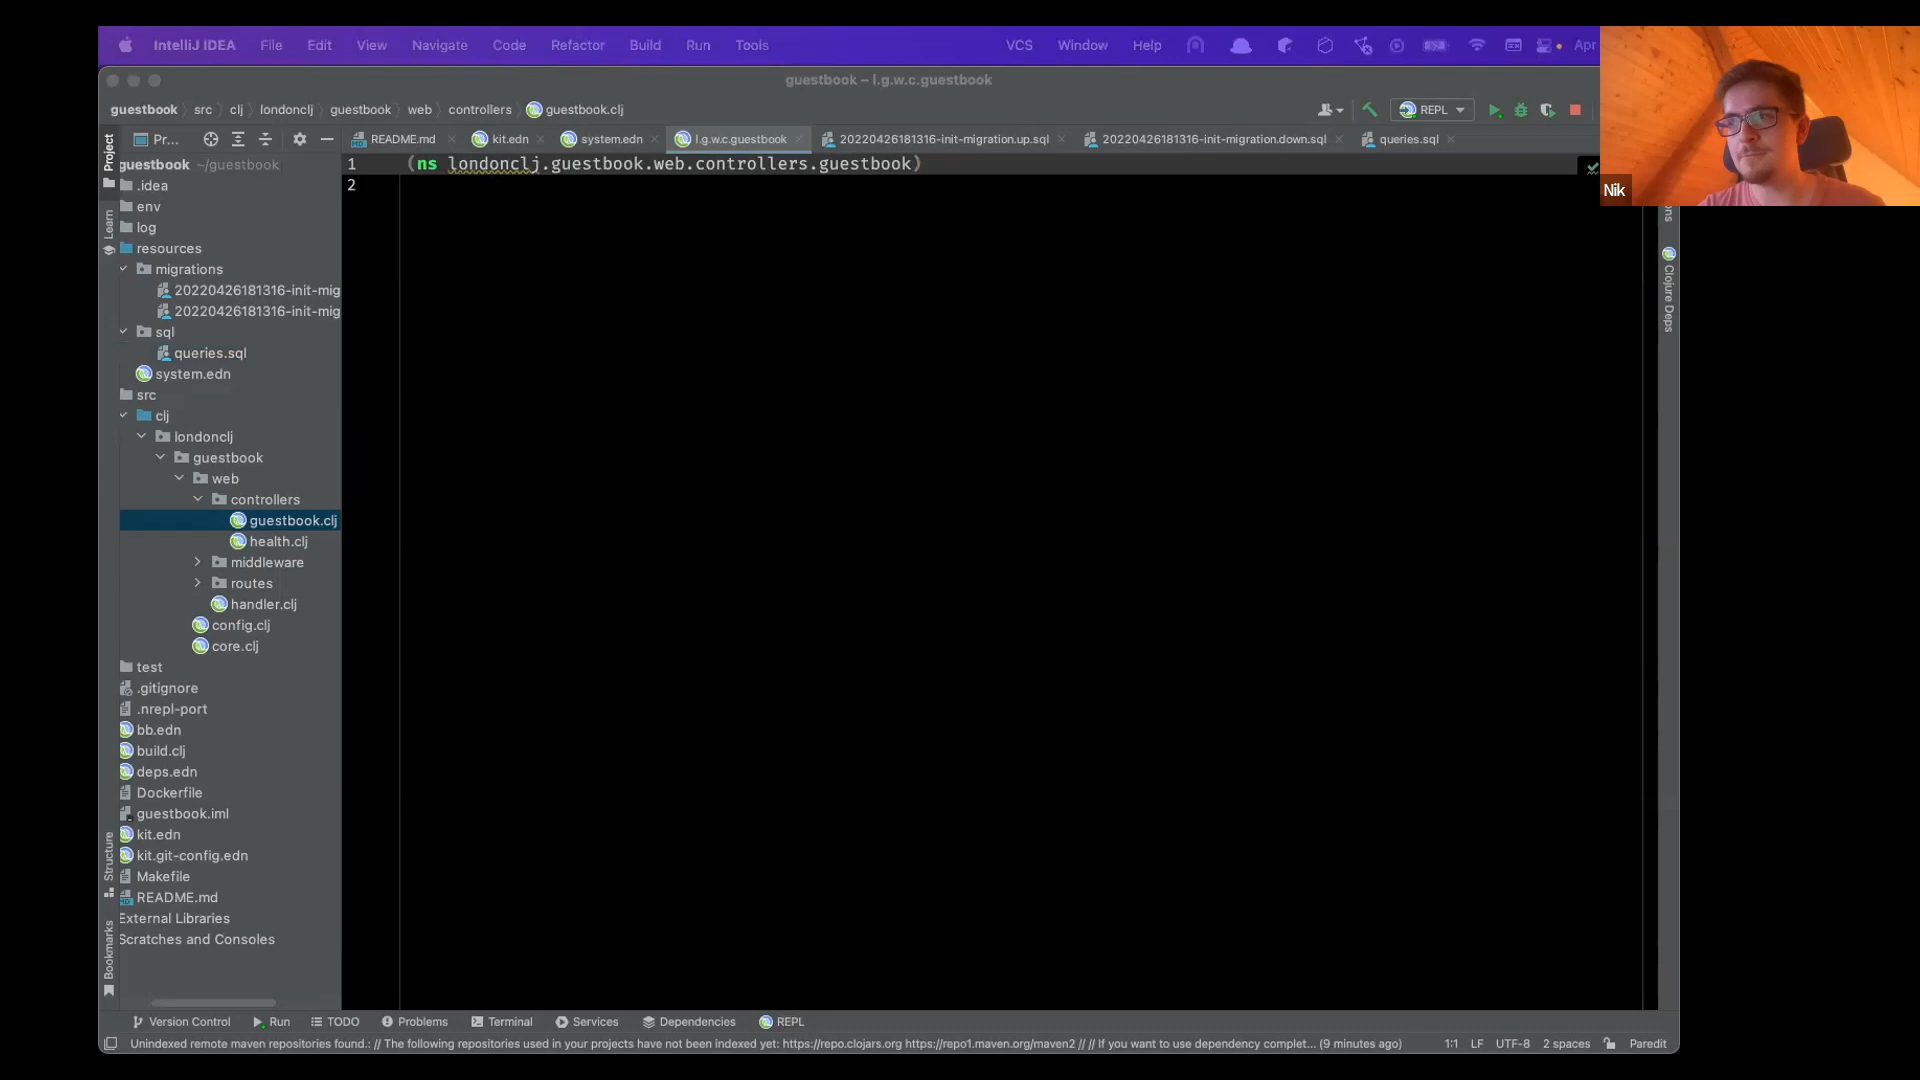 IntelliJ IDEA File Edit View Navigate Code Refactor Build Run Tools VCS Window Help Apr
guestbook – l.g.w.c.guestbook
guestbook src clj londonclj guestbook web controllers guestbook.clj REPL
Pr... README.md kit.edn system.edn l.g.w.c.guestbook 20220426181316-init-migration.up.sql 20220426181316-init-migration.down.sql queries.sql
Project
Learn
Structure
Bookmarks
guestbook ~/guestbook
.idea
env
log
resources
migrations
20220426181316-init-mig
20220426181316-init-mig
sql
queries.sql
system.edn
src
clj
londonclj
guestbook
web
controllers
guestbook.clj
health.clj
middleware
routes
handler.clj
config.clj
core.clj
test
.gitignore
.nrepl-port
bb.edn
build.clj
deps.edn
Dockerfile
guestbook.iml
kit.edn
kit.git-config.edn
Makefile
README.md
External Libraries
Scratches and Consoles
1 (ns londonclj.guestbook.web.controllers.guestbook)
2
Nik
Clojure Deps
Version Control Run TODO Problems Terminal Services Dependencies REPL
Unindexed remote maven repositories found.: // The following repositories used in your projects have not been indexed yet: https://repo.clojars.org https://repo1.maven.org/maven2 // // If you want to use dependency complet... (9 minutes ago) 1:1 LF UTF-8 2 spaces Paredit